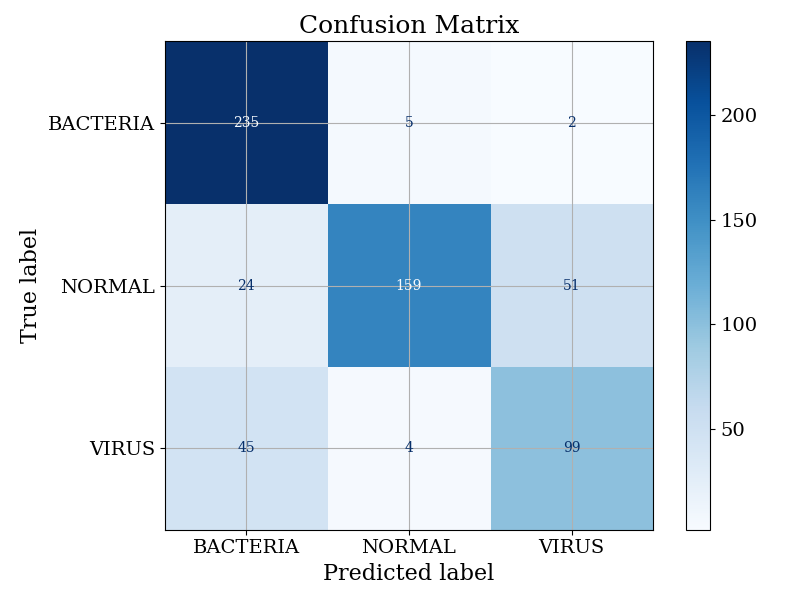 Confusion Matrix
BACTERIA 235 5 2
NORMAL 24 159 51
VIRUS 45 4 99
BACTERIA NORMAL VIRUS
Predicted label
True label
200
150
100
50